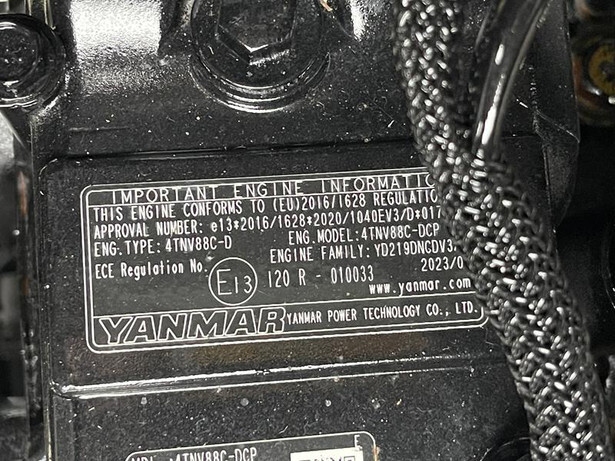 IMPORTANT ENGINE INFORMATIO
THIS ENGINE CONFORMS TO (EU)2016/1628 REGULATIO
APPROVAL NUMBER: e13*2016/1628*2020/1040EV3/D*017
ENG. TYPE: 4TNV88C-D ENG. MODEL: 4TNV88C-DCP
ENGINE FAMILY: YD219DNCDV3
ECE Regulation No. E13 120 R - 010033 2023/0
www.yanmar.com
YANMAR YANMAR POWER TECHNOLOGY CO., LTD.
4TNV88C-DCP